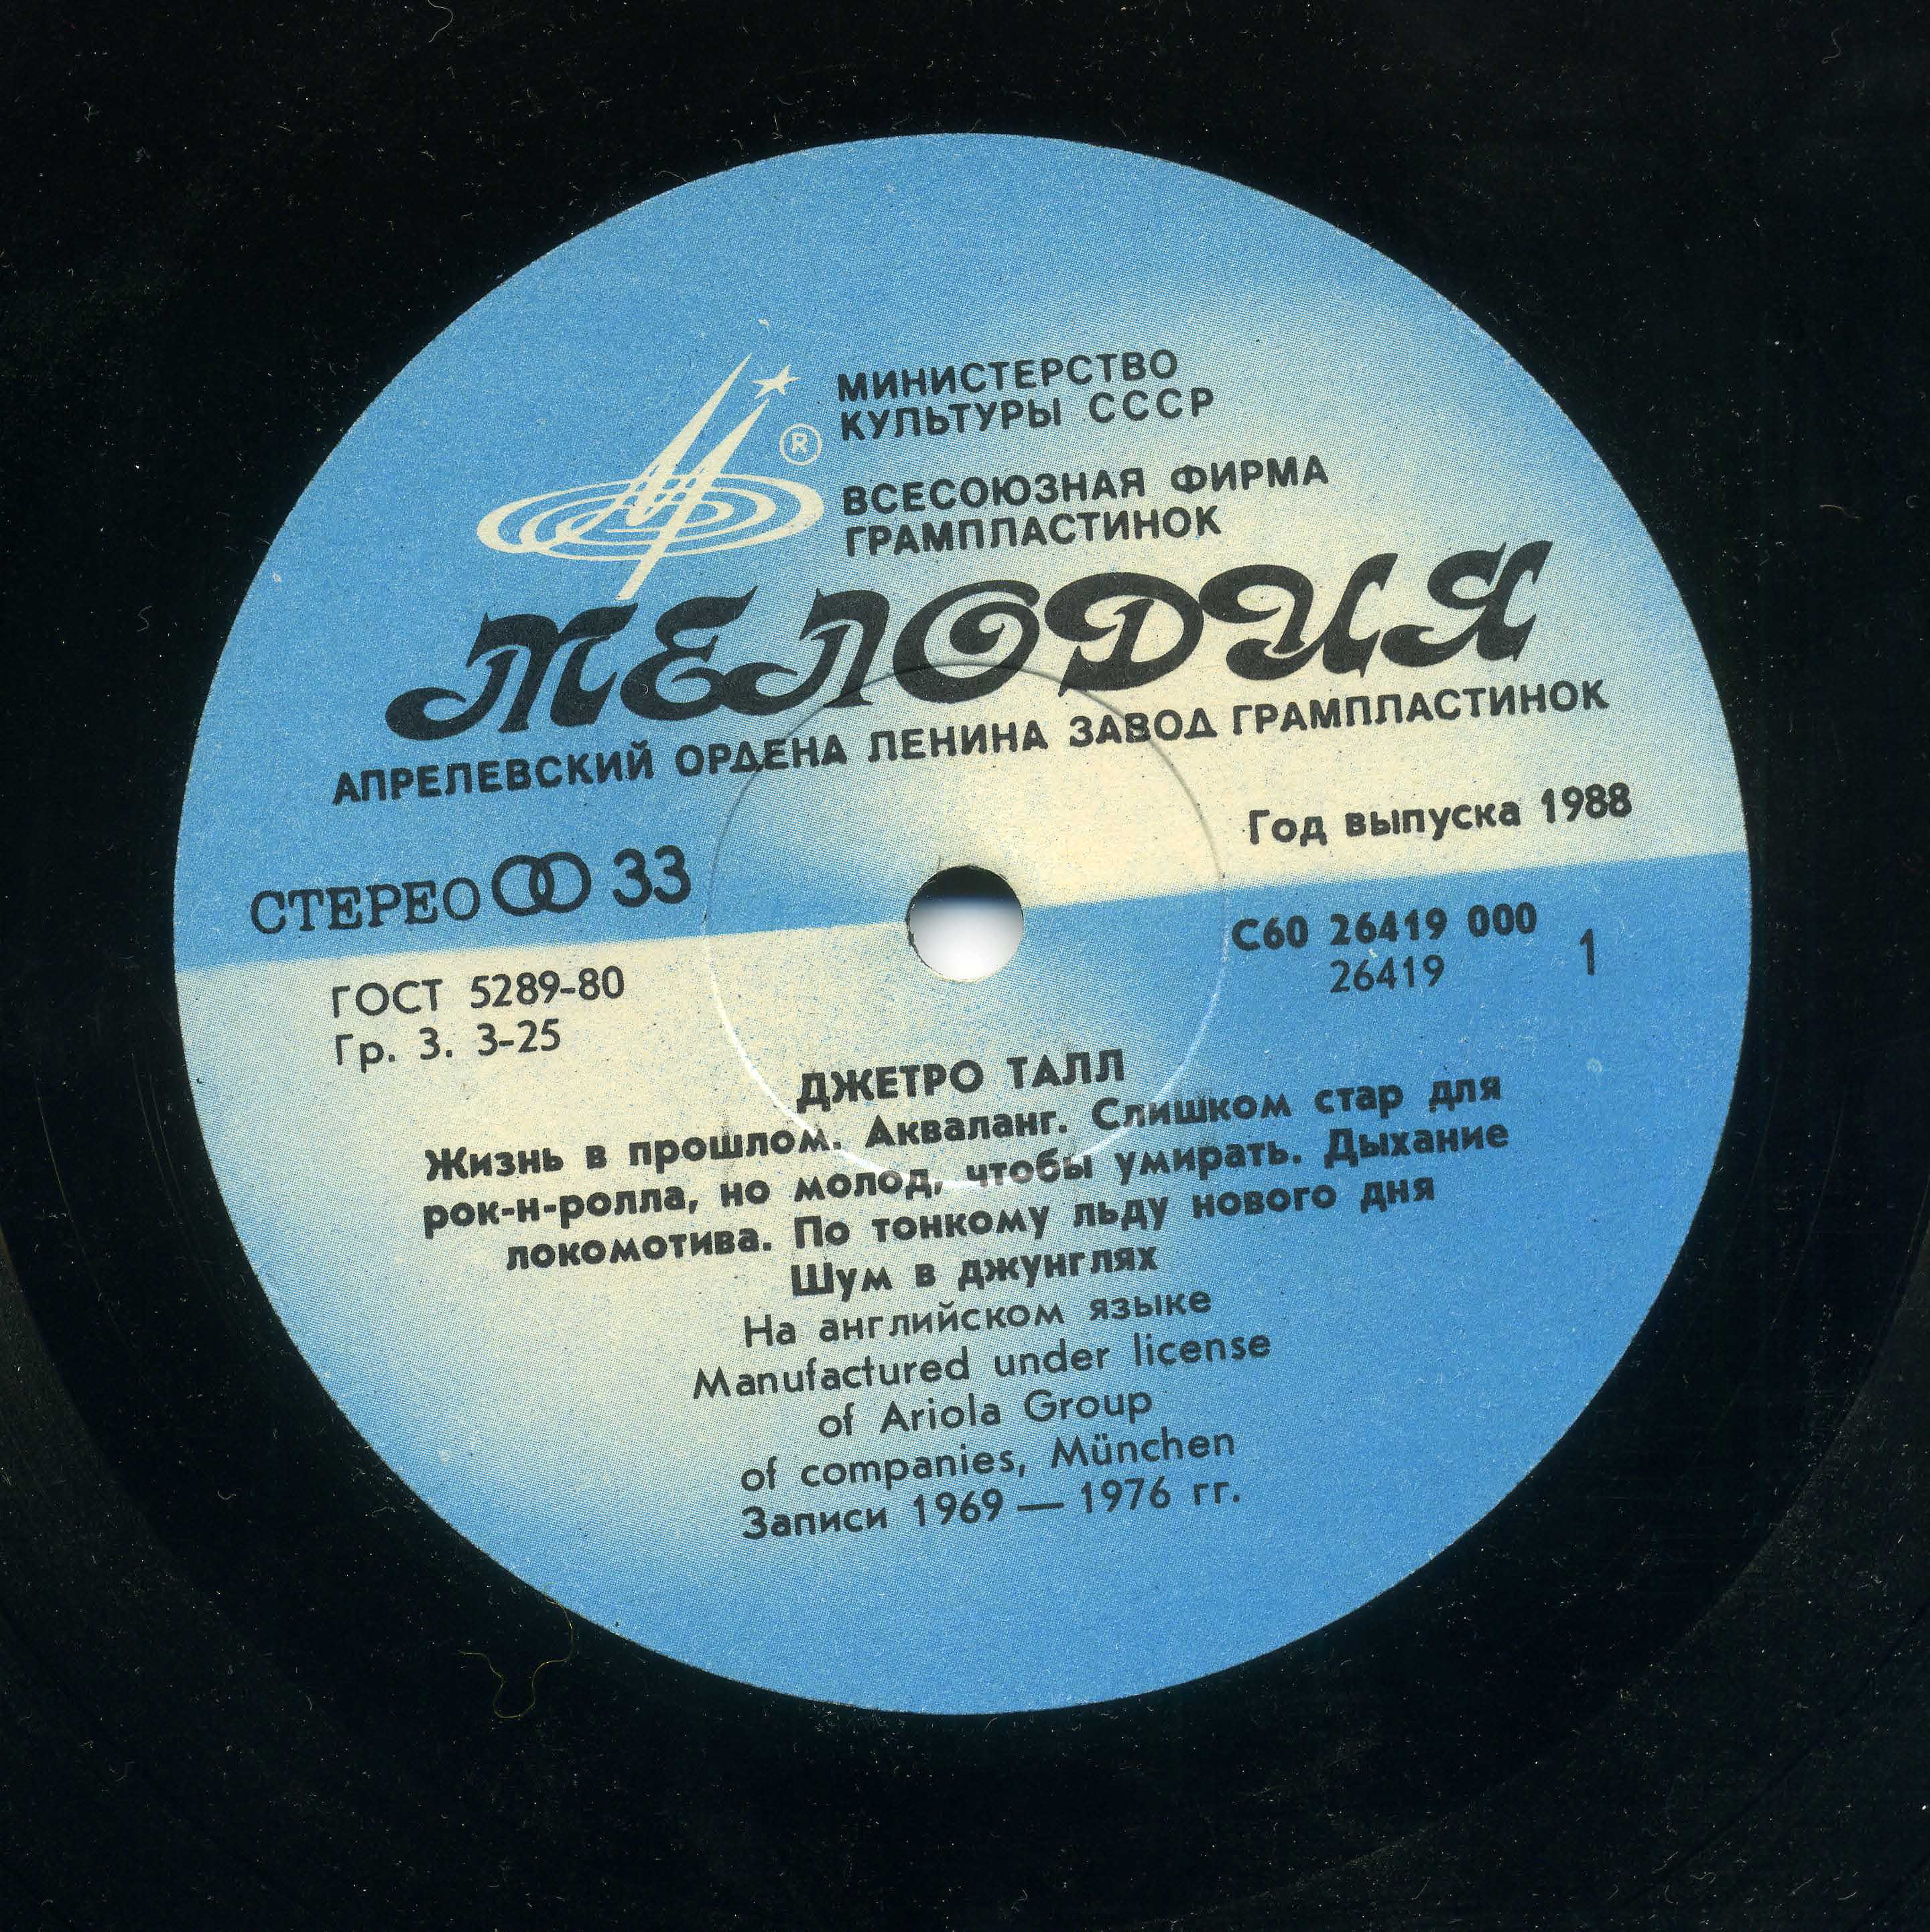 МИНИСТЕРСТВО
КУЛЬТУРЫ СССР
®
ВСЕСОЮЗНАЯ ФИРМА
ГРАМПЛАСТИНОК
МЕЛОДИЯ
АПРЕЛЕВСКИЙ ОРДЕНА ЛЕНИНА ЗАВОД ГРАМПЛАСТИНОК
Год выпуска 1988
СТЕРЕО 33
С60 26419 000
26419
1
ГОСТ 5289-80
Гр. 3. 3-25
ДЖЕТРО ТАЛЛ
Жизнь в прошлом. Акваланг. Слишком стар для
рок-н-ролла, но молод, чтобы умирать. Дыхание
локомотива. По тонкому льду нового дня
Шум в джунглях
На английском языке
Manufactured under license
of Ariola Group
of companies, München
Записи 1969 — 1976 гг.